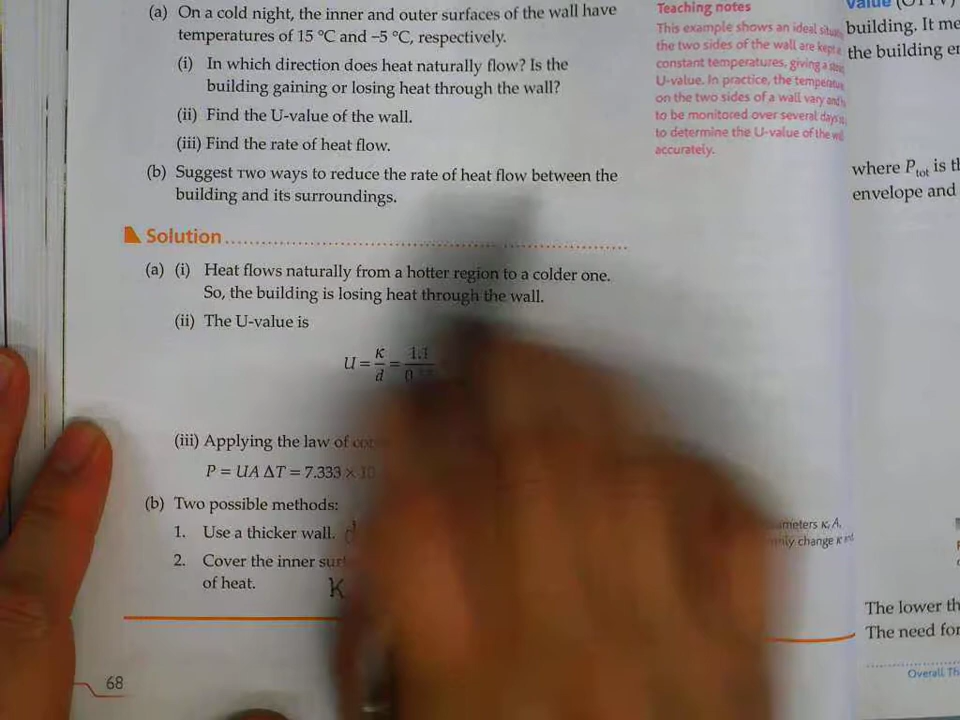 (a) On a cold night, the inner and outer surfaces of the wall have
temperatures of 15 °C and –5 °C, respectively.
(i) In which direction does heat naturally flow? Is the
building gaining or losing heat through the wall?
(ii) Find the U-value of the wall.
(iii) Find the rate of heat flow.
(b) Suggest TWO ways to reduce the rate of heat flow between the
building and its surroundings.
Solution
(a) (i) Heat flows naturally from a hotter region to a colder one.
So, the building is losing heat through the wall.
(ii) The U-value is
U = κ/d = 1.1
(iii) Applying the law of
P = UA ΔT = 7.333 ×
(b) Two possible methods:
1. Use a thicker wall. d
2. Cover the inner
of heat. K
68
Teaching notes
This example shows an ideal
the two sides of the wall are kept
constant temperatures, giving a
U-value. In practice, the
on the two sides of a wall vary and
to be monitored over several days
to determine the U-value of the
accurately.
κ, A,
change κ and
building. It
the building
where Ptot is
envelope and
The lower
The need for
Overall